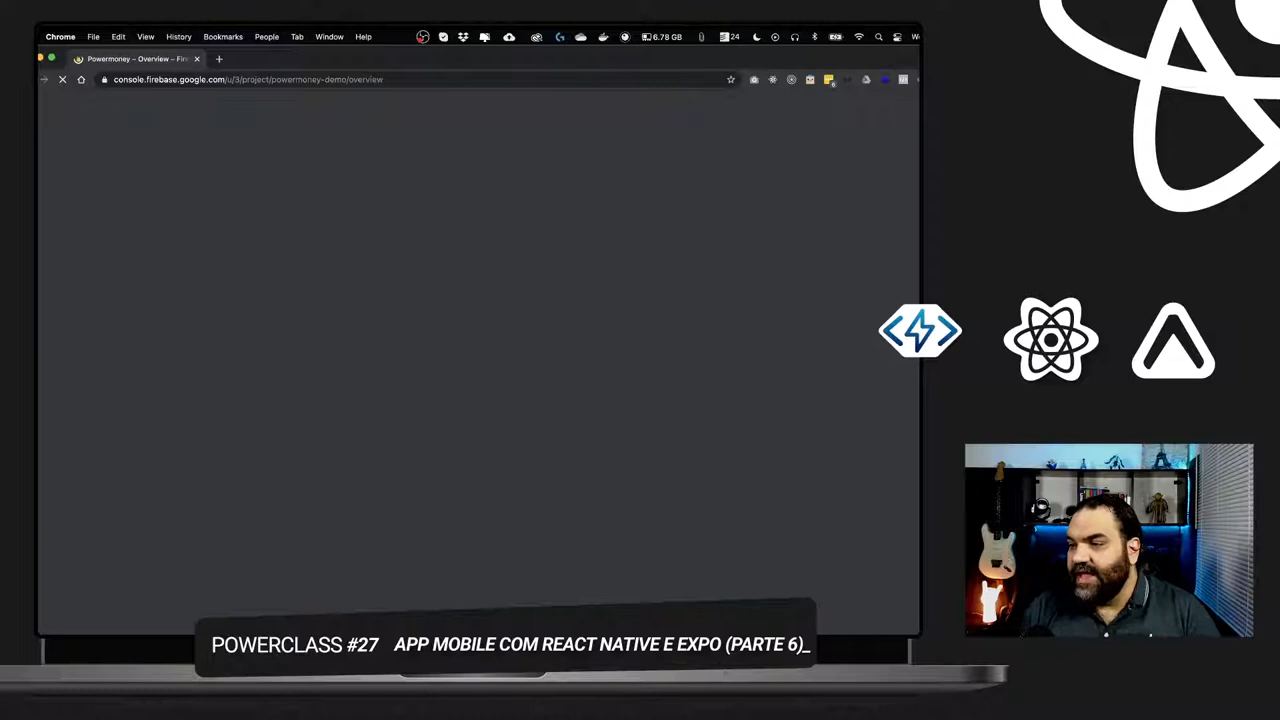 Chrome File Edit View History Bookmarks People Tab Window Help 6.78 GB 24
Powermoney – Overview – Fire
console.firebase.google.com/u/3/project/powermoney-demo/overview
POWERCLASS #27 APP MOBILE COM REACT NATIVE E EXPO (PARTE 6)_